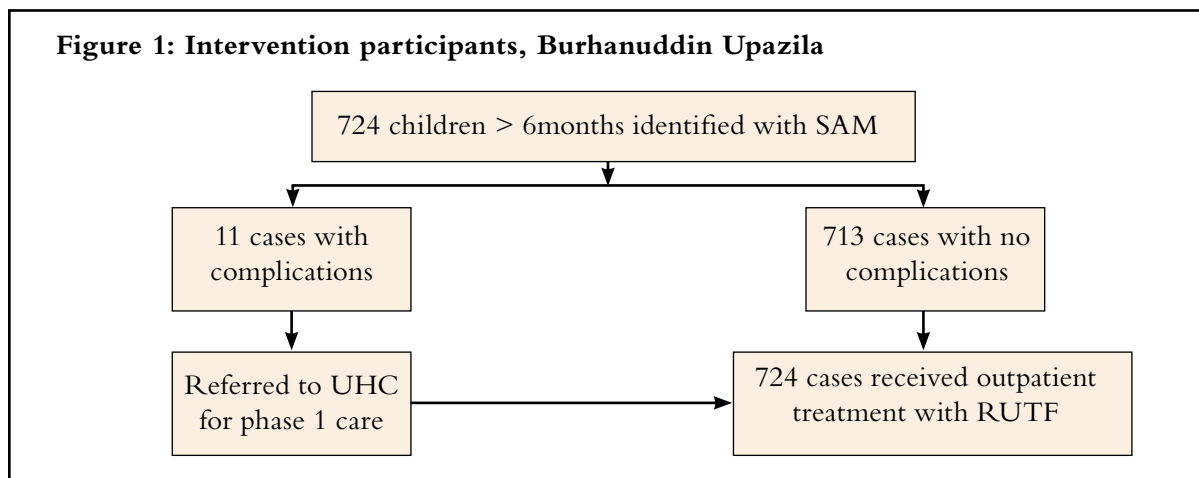 Figure 1: Intervention participants, Burhanuddin Upazila
724 children > 6months identified with SAM
11 cases with
complications
713 cases with no
complications
Referred to UHC
for phase 1 care
724 cases received outpatient
treatment with RUTF